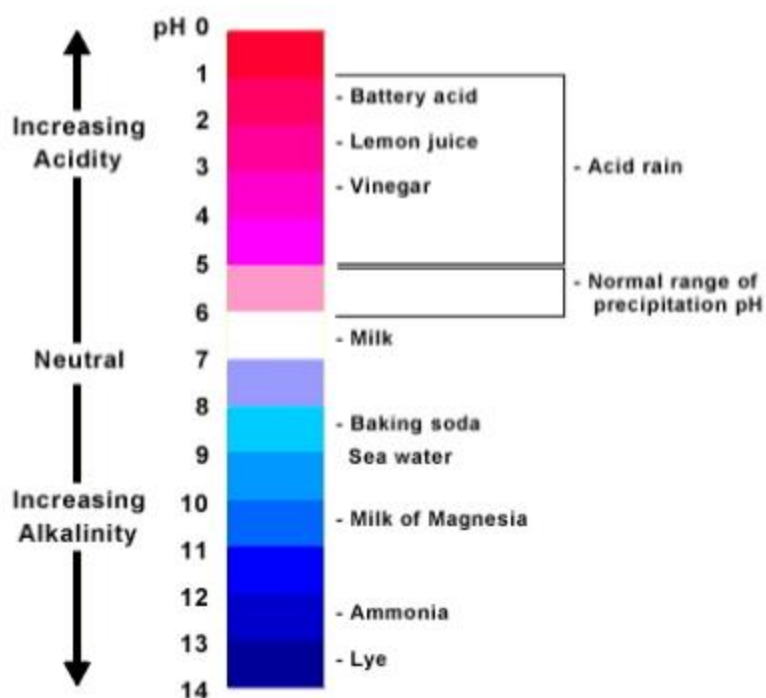 pH 0
1
- Battery acid
Increasing
Acidity
2
- Lemon juice
3
- Acid rain
- Vinegar
4
5
- Normal range of
precipitation pH
6
- Milk
Neutral
7
8
- Baking soda
9
Sea water
Increasing
Alkalinity
10
- Milk of Magnesia
11
12
- Ammonia
13
- Lye
14